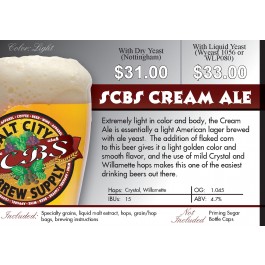 Color: Light
With Dry Yeast
(Nottingham)
$31.00
With Liquid Yeast
(Wyeast 1056 or
WLP080)
$33.00
SCBS CREAM ALE
Extremely light in color and body, the Cream
Ale is essentially a light American lager brewed
with ale yeast. The addition of flaked corn
to this beer gives it a light golden color and
smooth flavor, and the use of mild Crystal and
Willamette hops makes this one of the easiest
drinking beers out there.
Hops: Crystal, Willamette
OG: 1.045
IBUs: 15
ABV: 4.7%
Included:
Specialty grains, liquid malt extract, hops, grain/hop
bags, brewing instructions
Not
Included:
Priming Sugar
Bottle Caps
LT CITY
CBS
BREW SUPPLY